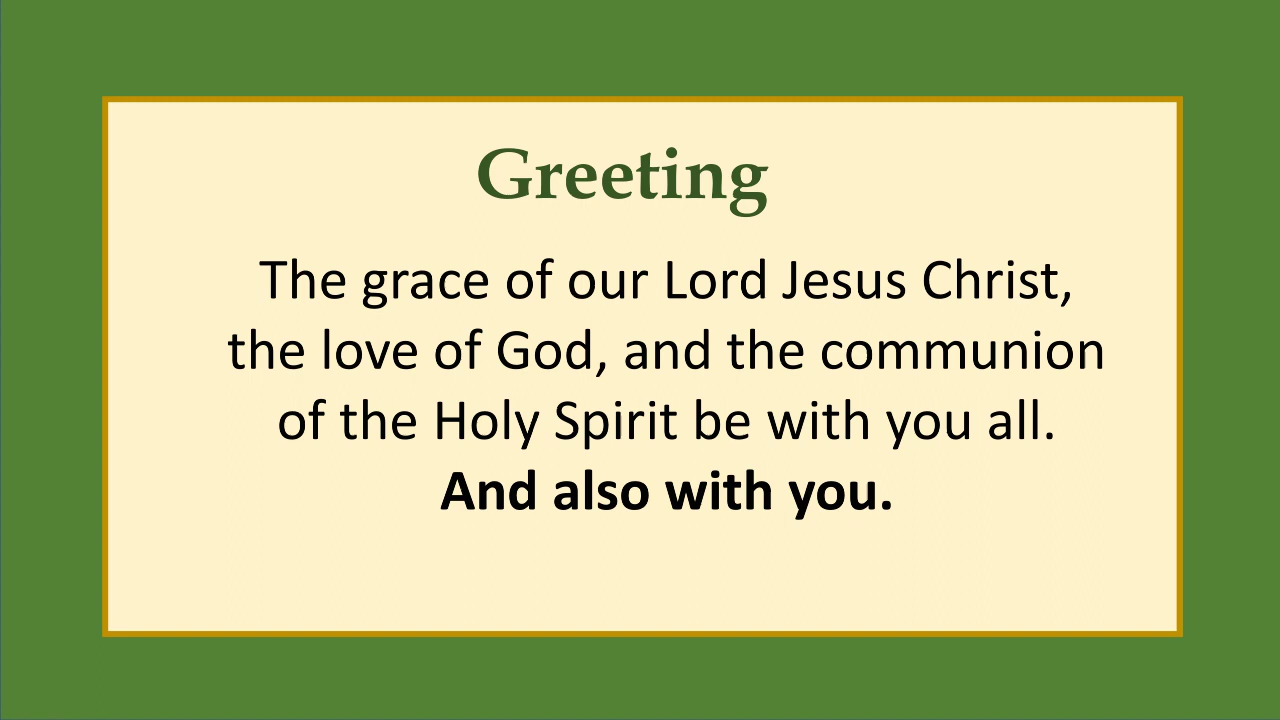 Greeting
The grace of our Lord Jesus Christ,
the love of God, and the communion
of the Holy Spirit be with you all.
And also with you.